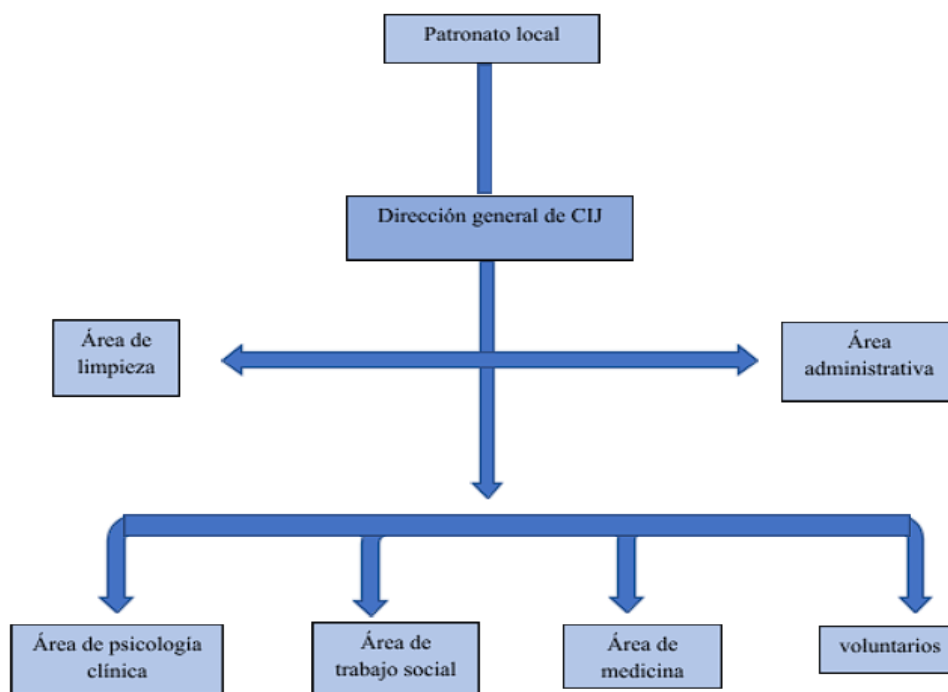 Patronato local
Dirección general de CIJ
Área de
limpieza
Área
administrativa
Área de psicología
clínica
Área de
trabajo social
Área de
medicina
voluntarios